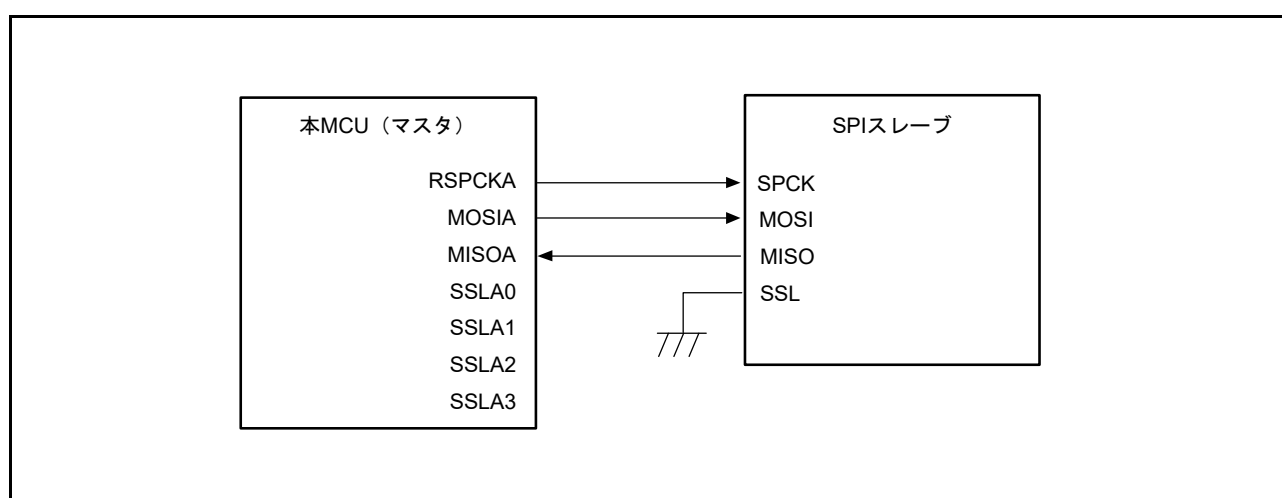 本MCU（マスタ）
RSPCKA
MOSIA
MISOA
SSLA0
SSLA1
SSLA2
SSLA3
SPIスレーブ
SPCK
MOSI
MISO
SSL